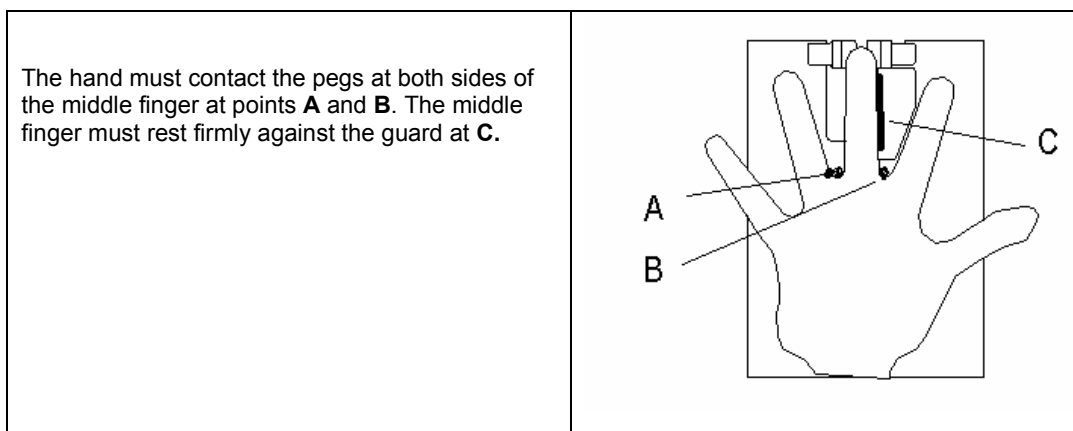 The hand must contact the pegs at both sides of
the middle finger at points A and B. The middle
finger must rest firmly against the guard at C.
C
A
B